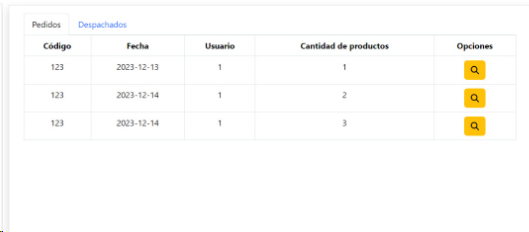 Pedidos Despachados
Código Fecha Usuario Cantidad de productos Opciones
123 2023-12-13 1 1
123 2023-12-14 1 2
123 2023-12-14 1 3